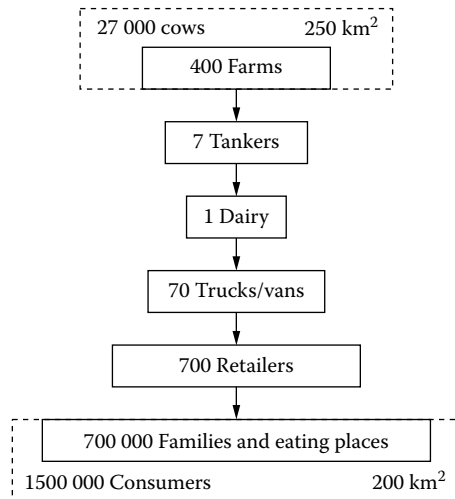 27 000 cows 250 km²
400 Farms
7 Tankers
1 Dairy
70 Trucks/vans
700 Retailers
700 000 Families and eating places
1500 000 Consumers 200 km²